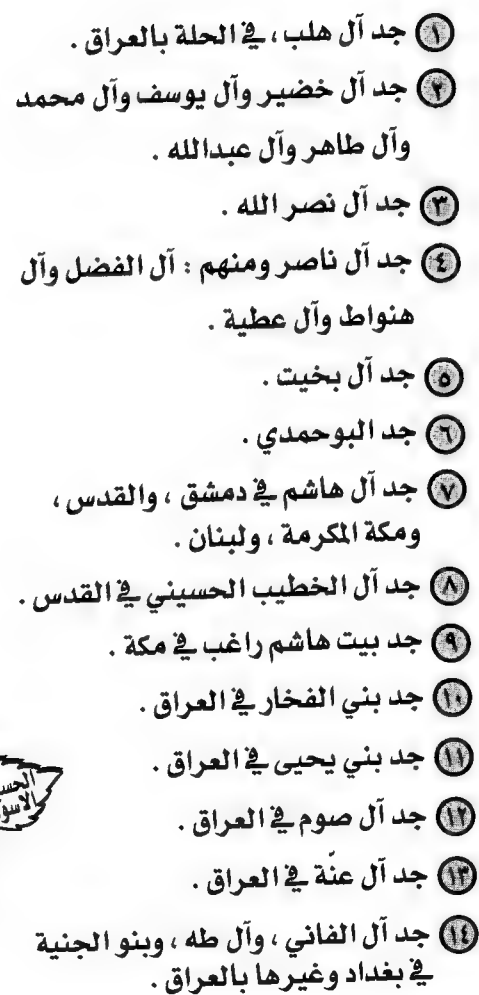 ١ جد آل هلب، في الحلة بالعراق .
٢ جد آل خضير وآل يوسف وآل محمد
وآل طاهر وآل عبدالله .
٣ جد آل نصر الله .
٤ جد آل ناصر ومنهم : آل الفضل وآل
هنواط وآل عطية .
٥ جد آل بخيت .
٦ جد البوحمدي .
٧ جد آل هاشم في دمشق ، والقدس ،
ومكة المكرمة ، ولبنان .
٨ جد آل الخطيب الحسيني في القدس .
٩ جد بيت هاشم راغب في مكة .
١٠ جد بني الفخار في العراق .
١١ جد بني يحيى في العراق .
١٢ جد آل صوم في العراق .
١٣ جد آل عنّة في العراق .
١٤ جد آل الفاني ، وآل طه ، وبنو الجنية
في بغداد وغيرها بالعراق .